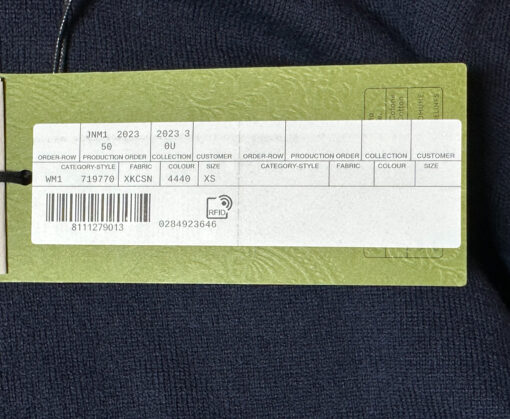 JNM1 2023 2023 3
50 0U
ORDER-ROW PRODUCTION ORDER COLLECTION CUSTOMER ORDER-ROW PRODUCTION ORDER COLLECTION CUSTOMER
CATEGORY-STYLE FABRIC COLOUR SIZE CATEGORY-STYLE FABRIC COLOUR SIZE
WM1 719770 XKCSN 4440 XS
RFID
8111279013 0284923646